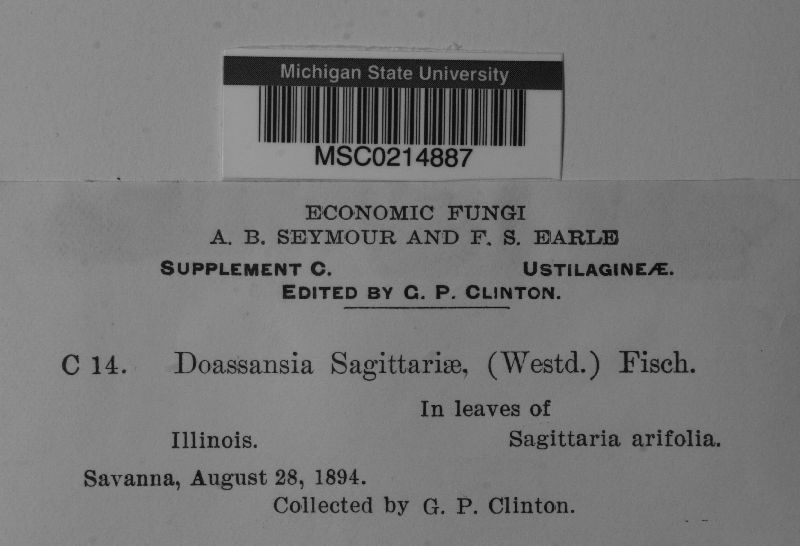 Michigan State University
MSC0214887
ECONOMIC FUNGI
A. B. SEYMOUR AND F. S. EARLE
SUPPLEMENT C. USTILAGINEÆ.
EDITED BY G. P. CLINTON.
C 14. Doassansia Sagittariæ, (Westd.) Fisch.
In leaves of
Illinois. Sagittaria arifolia.
Savanna, August 28, 1894.
Collected by G. P. Clinton.